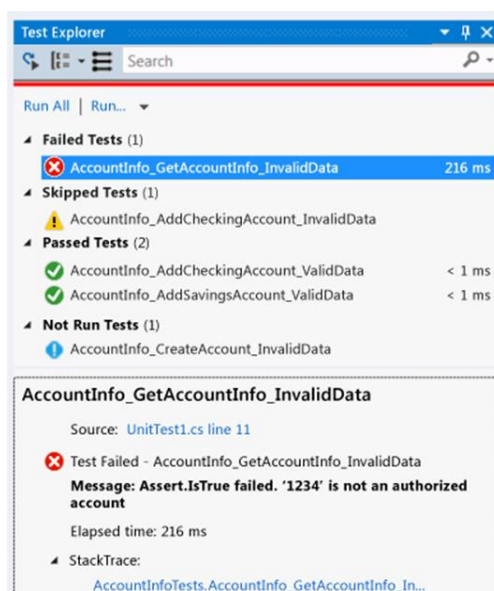 Test Explorer
Search
Run All | Run...
Failed Tests (1)
AccountInfo_GetAccountInfo_InvalidData 216 ms
Skipped Tests (1)
AccountInfo_AddCheckingAccount_InvalidData
Passed Tests (2)
AccountInfo_AddCheckingAccount_ValidData < 1 ms
AccountInfo_AddSavingsAccount_ValidData < 1 ms
Not Run Tests (1)
AccountInfo_CreateAccount_InvalidData
AccountInfo_GetAccountInfo_InvalidData
Source: UnitTest1.cs line 11
Test Failed - AccountInfo_GetAccountInfo_InvalidData
Message: Assert.IsTrue failed. '1234' is not an authorized
account
Elapsed time: 216 ms
StackTrace:
AccountInfoTests.AccountInfo_GetAccountInfo_In...